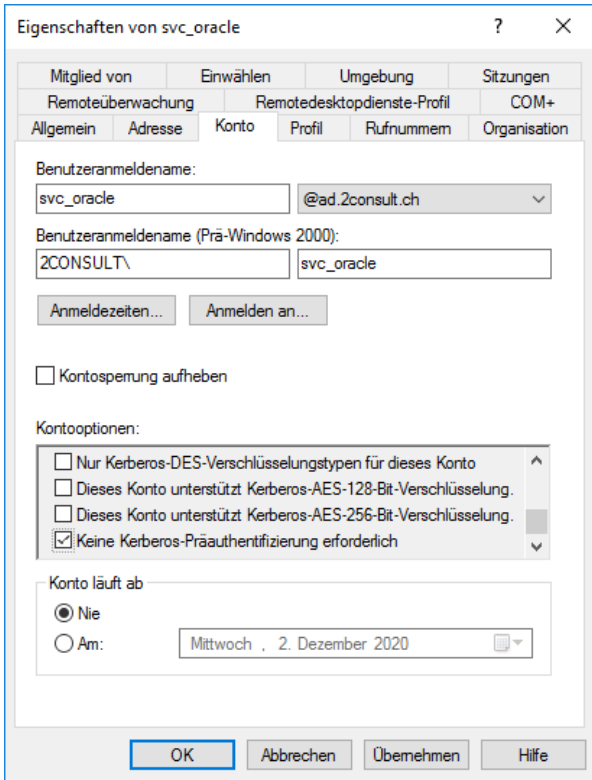 Eigenschaften von svc_oracle ? ×
Mitglied von Einwählen Umgebung Sitzungen
Remoteüberwachung Remotedesktopdienste-Profil COM+
Allgemein Adresse Konto Profil Rufnummern Organisation
Benutzeranmeldename:
svc_oracle @ad.2consult.ch
Benutzeranmeldename (Prä-Windows 2000):
2CONSULT\ svc_oracle
Anmeldezeiten... Anmelden an...
Kontosperrung aufheben
Kontooptionen:
Nur Kerberos-DES-Verschlüsselungstypen für dieses Konto
Dieses Konto unterstützt Kerberos-AES-128-Bit-Verschlüsselung.
Dieses Konto unterstützt Kerberos-AES-256-Bit-Verschlüsselung.
Keine Kerberos-Präauthentifizierung erforderlich
Konto läuft ab
Nie
Am: Mittwoch , 2. Dezember 2020
OK Abbrechen Übernehmen Hilfe